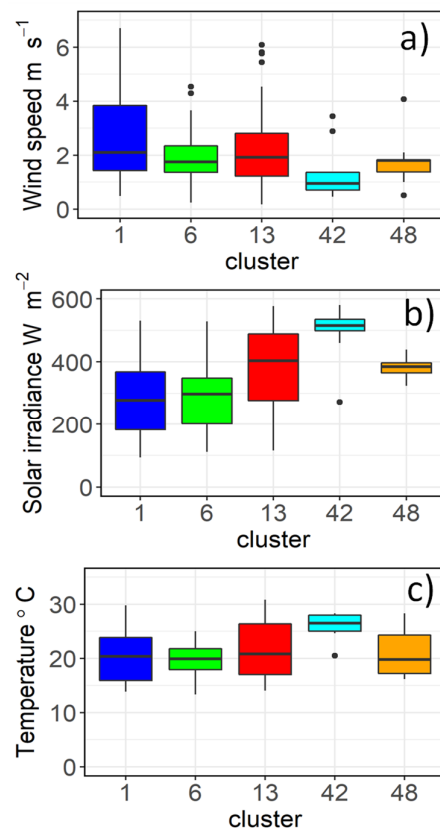 a)
Wind speed m s⁻¹
6
4
2
0
1 6 13 42 48
cluster
b)
Solar irradiance W m⁻²
600
400
200
0
1 6 13 42 48
cluster
c)
Temperature ° C
30
20
10
0
1 6 13 42 48
cluster